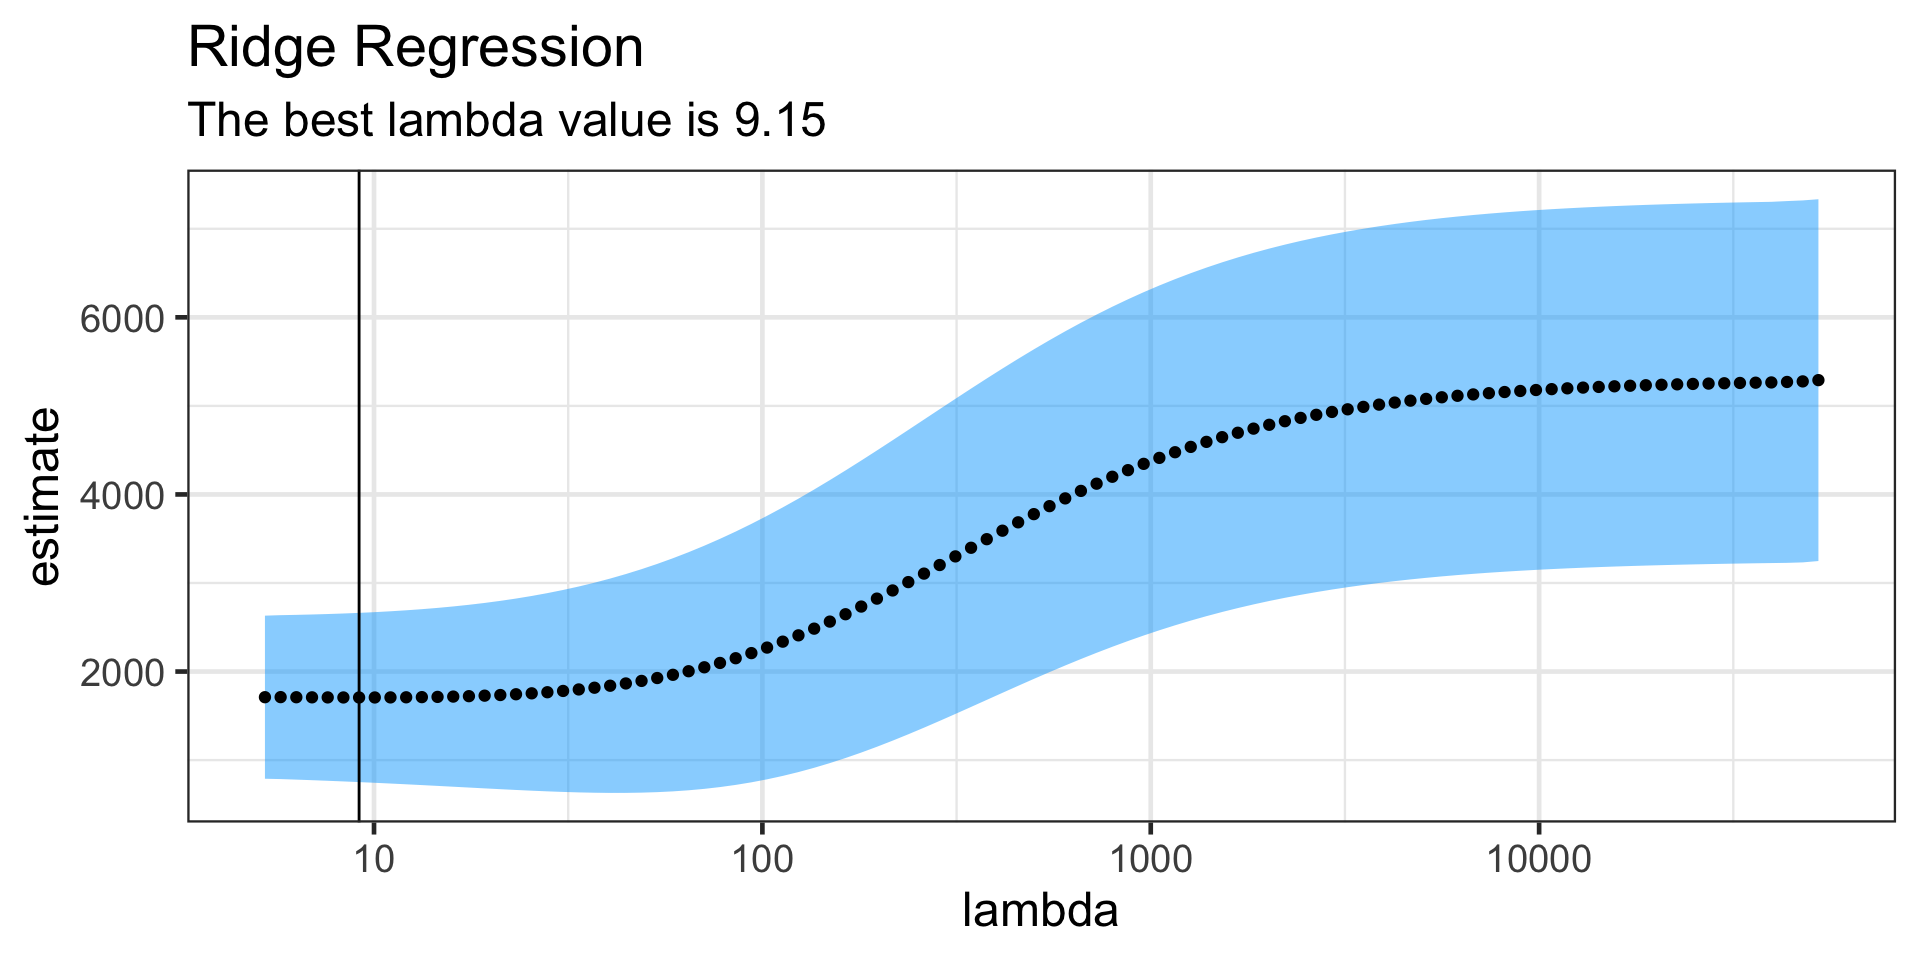 Ridge Regression
The best lambda value is 9.15
estimate
6000
4000
2000
10 100 1000 10000
lambda